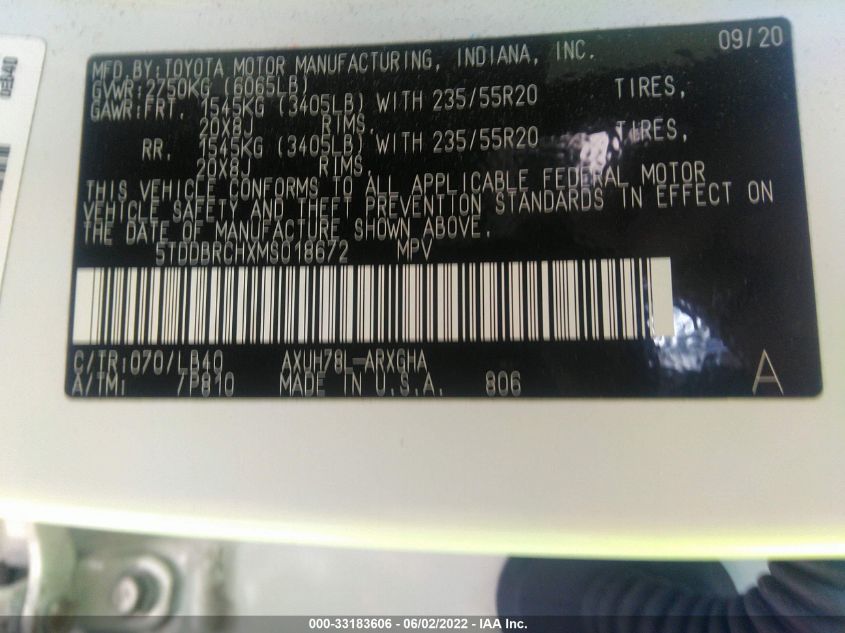 09/20
MFD.BY:TOYOTA MOTOR MANUFACTURING, INDIANA, INC.
GVWR:2750KG (6065LB)
GAWR:FRT. 1545KG (3405LB) WITH 235/55R20 TIRES,
20X8J RIMS,
RR. 1545KG (3405LB) WITH 235/55R20 TIRES,
20X8J RIMS.
THIS VEHICLE CONFORMS TO ALL APPLICABLE FEDERAL MOTOR
VEHICLE SAFETY AND THEFT PREVENTION STANDARDS IN EFFECT ON
THE DATE OF MANUFACTURE SHOWN ABOVE.
5TDDBRCHXMS018672 MPV
C/TR:070/LB40 AXUH78L-ARXGHA
A/TM: /P810 MADE IN U.S.A. 806 A
000-33183606 - 06/02/2022 - IAA Inc.